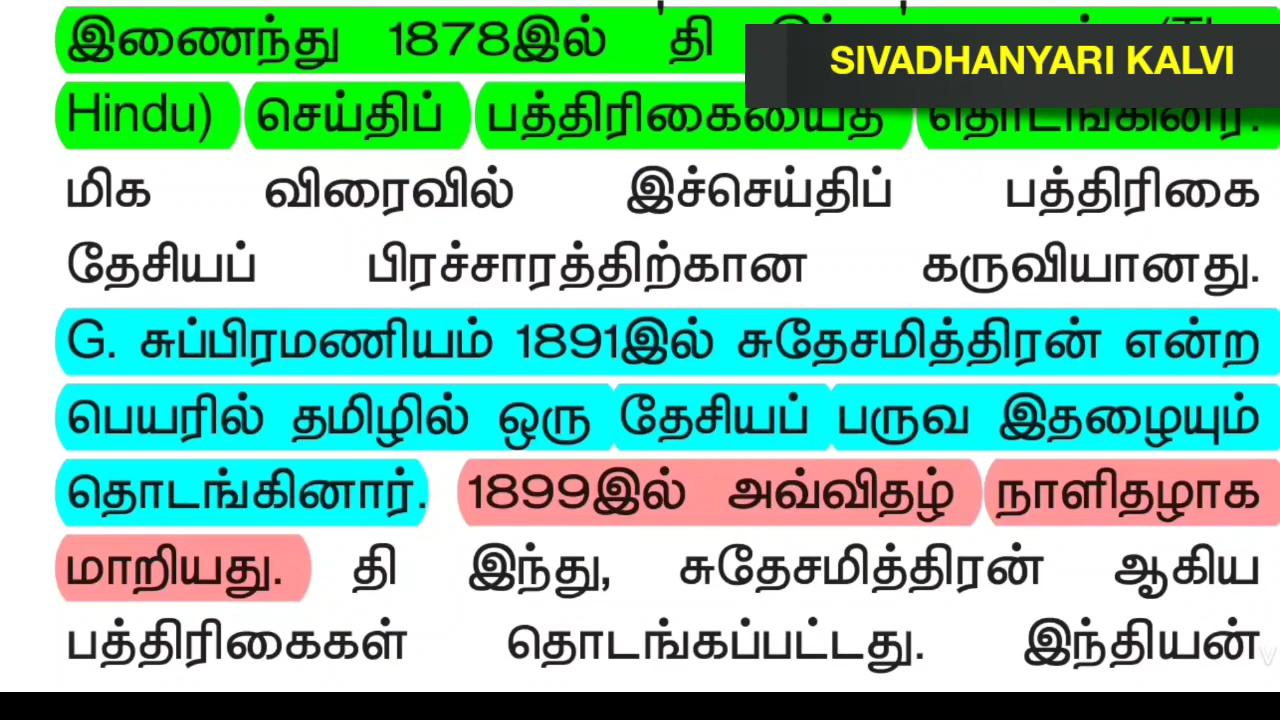 இணைந்து 1878இல் 'தி
SIVADHANYARI KALVI
Hindu) செய்திப் பத்திரிகையைத் தொடங்கினர்.
மிக விரைவில் இச்செய்திப் பத்திரிகை
தேசியப் பிரச்சாரத்திற்கான கருவியானது.
G. சுப்பிரமணியம் 1891இல் சுதேசமித்திரன் என்ற
பெயரில் தமிழில் ஒரு தேசியப் பருவ இதழையும்
தொடங்கினார். 1899இல் அவ்விதழ் நாளிதழாக
மாறியது. தி இந்து, சுதேசமித்திரன் ஆகிய
பத்திரிகைகள் தொடங்கப்பட்டது. இந்தியன்